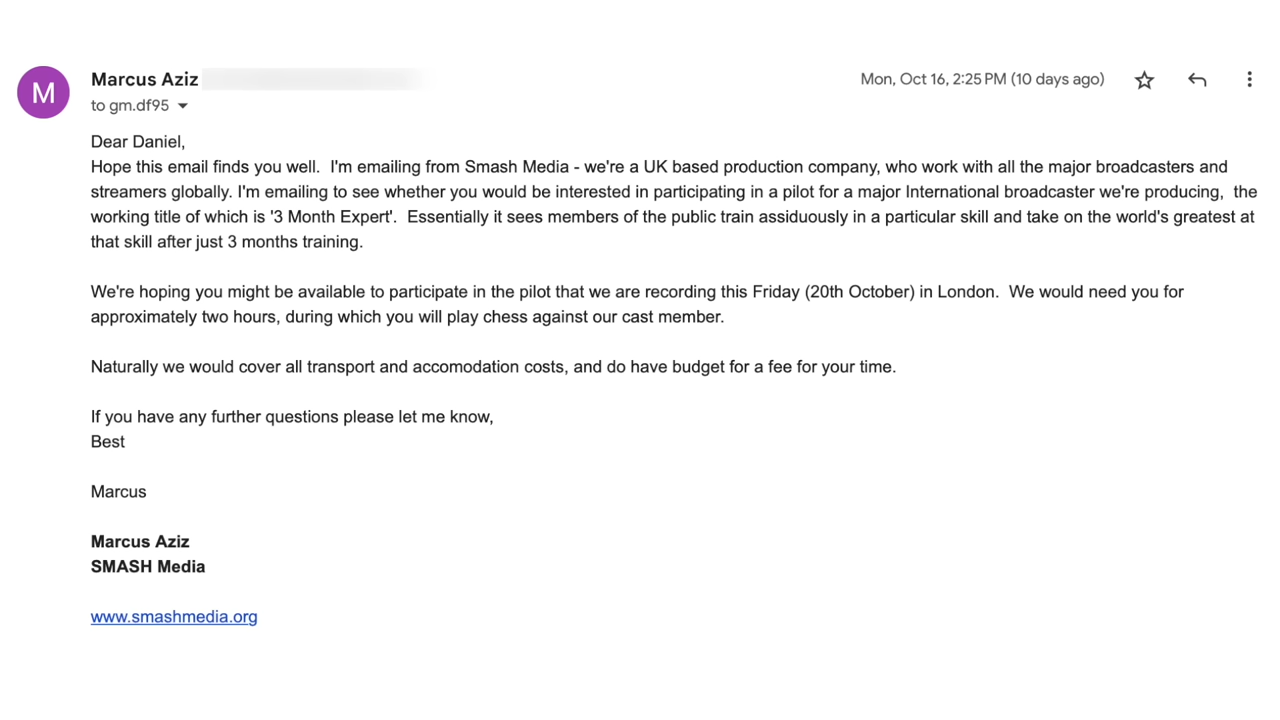 M
Marcus Aziz
Mon, Oct 16, 2:25 PM (10 days ago)
to gm.df95
Dear Daniel,
Hope this email finds you well.  I'm emailing from Smash Media - we're a UK based production company, who work with all the major broadcasters and
streamers globally. I'm emailing to see whether you would be interested in participating in a pilot for a major International broadcaster we're producing,  the
working title of which is '3 Month Expert'.  Essentially it sees members of the public train assiduously in a particular skill and take on the world's greatest at
that skill after just 3 months training.
We're hoping you might be available to participate in the pilot that we are recording this Friday (20th October) in London.  We would need you for
approximately two hours, during which you will play chess against our cast member.
Naturally we would cover all transport and accomodation costs, and do have budget for a fee for your time.
If you have any further questions please let me know,
Best
Marcus
Marcus Aziz
SMASH Media
www.smashmedia.org